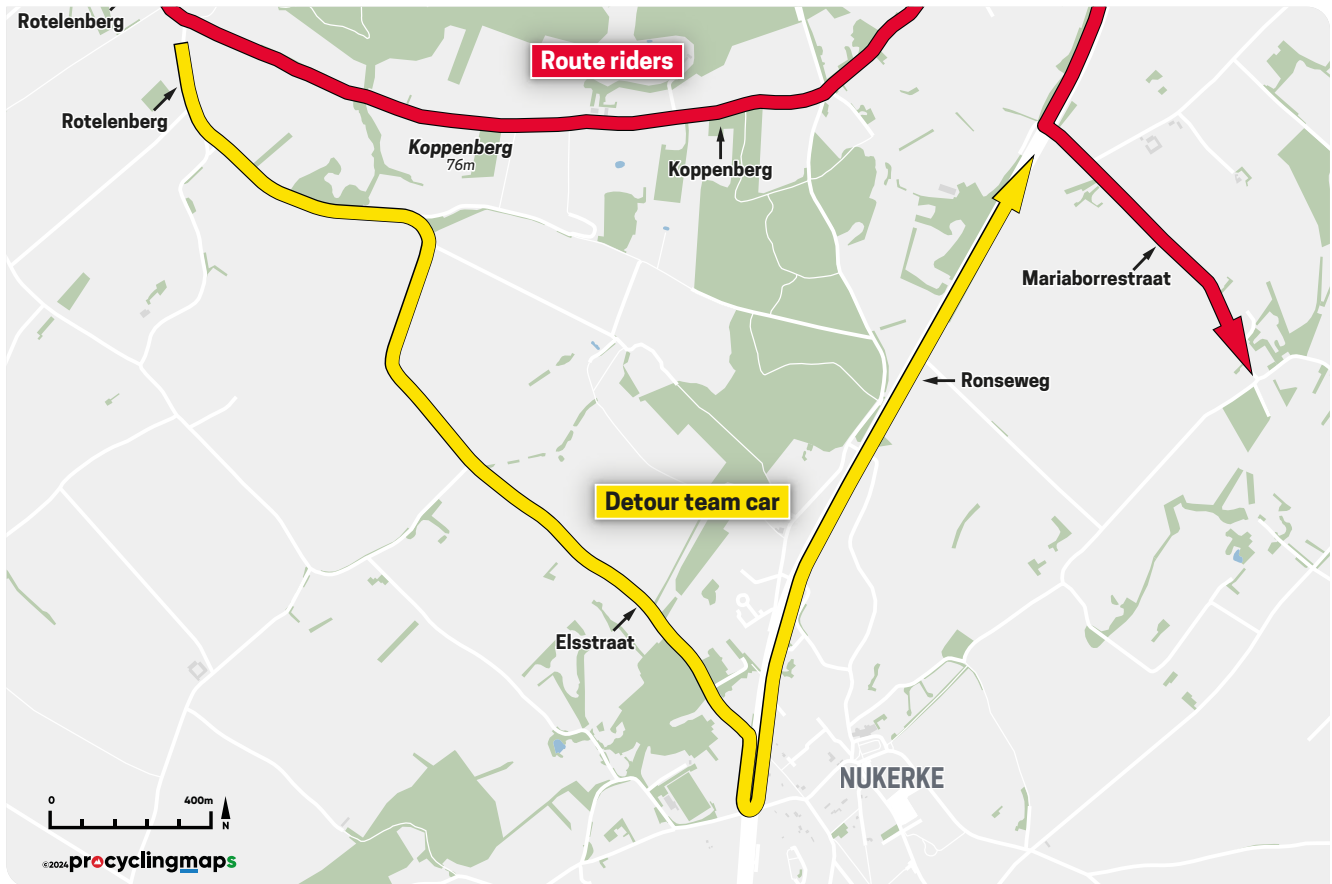 Rotelenberg
Route riders
Rotelenberg
Koppenberg
76m
Koppenberg
Mariaborrestraat
Ronseweg
Detour team car
Elsstraat
NUKERKE
0 400m
N
©2024 procyclingmaps